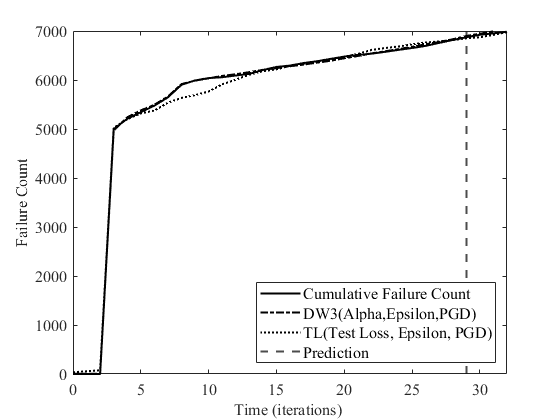 7000
6000
5000
4000
3000
2000
1000
0
Failure Count
0 5 10 15 20 25 30
Time (iterations)
Cumulative Failure Count
DW3(Alpha,Epsilon,PGD)
TL(Test Loss, Epsilon, PGD)
Prediction